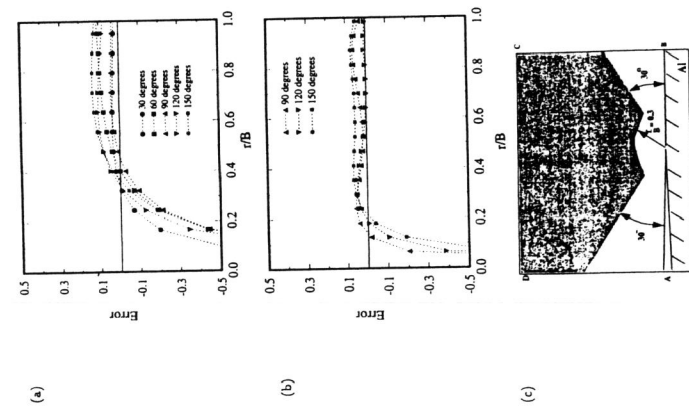 (a)
Error
0.5
0.3
0.1
-0.1
-0.3
-0.5
30 degrees
60 degrees
90 degrees
120 degrees
150 degrees
0.0 0.2 0.4 0.6 0.8 1.0
r/B
(b)
Error
0.5
0.3
0.1
-0.1
-0.3
-0.5
90 degrees
120 degrees
150 degrees
0.0 0.2 0.4 0.6 0.8 1.0
r/B
(c)
D C
30° 30°
= 0.3
B
A B
Al